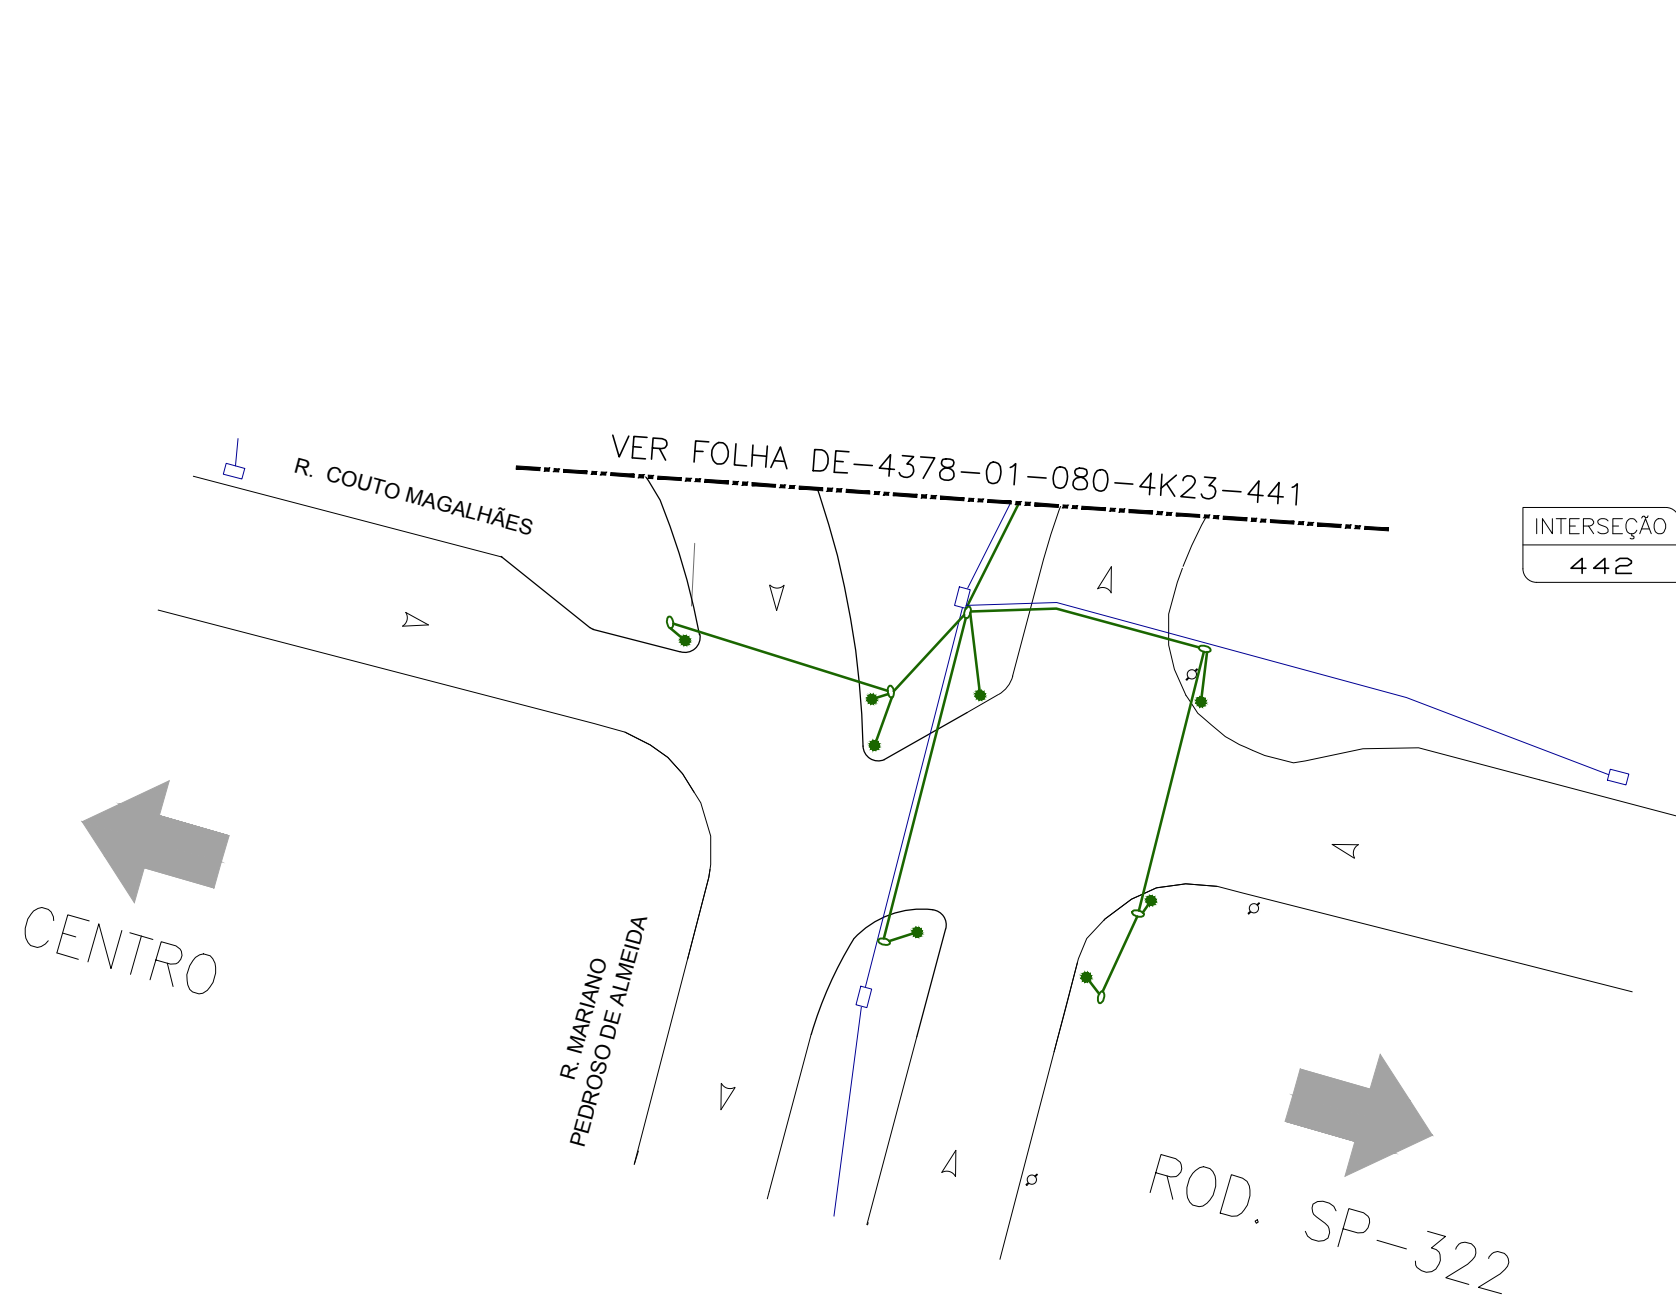 VER FOLHA DE-4378-01-080-4K23-441
R. COUTO MAGALHÃES
INTERSEÇÃO
442
CENTRO
R. MARIANO
PEDROSO DE ALMEIDA
ROD. SP-322